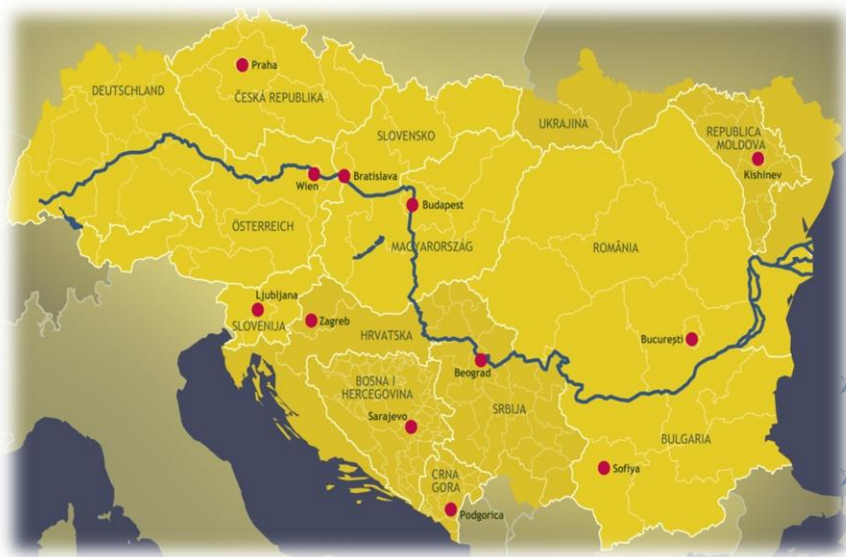 Praha
DEUTSCHLAND
ČESKÁ REPUBLIKA
SLOVENSKO
UKRAJINA
REPUBLICA
MOLDOVA
Kishinev
Wien
Bratislava
Budapest
ÖSTERREICH
MAGYARORSZÁG
ROMÂNIA
Ljubljana
SLOVENIJA
Zagreb
HRVATSKA
Bucureşti
Beograd
BOSNA I
HERCEGOVINA
Sarajevo
SRBIJA
BULGARIA
Sofiya
CRNA
GORA
Podgorica